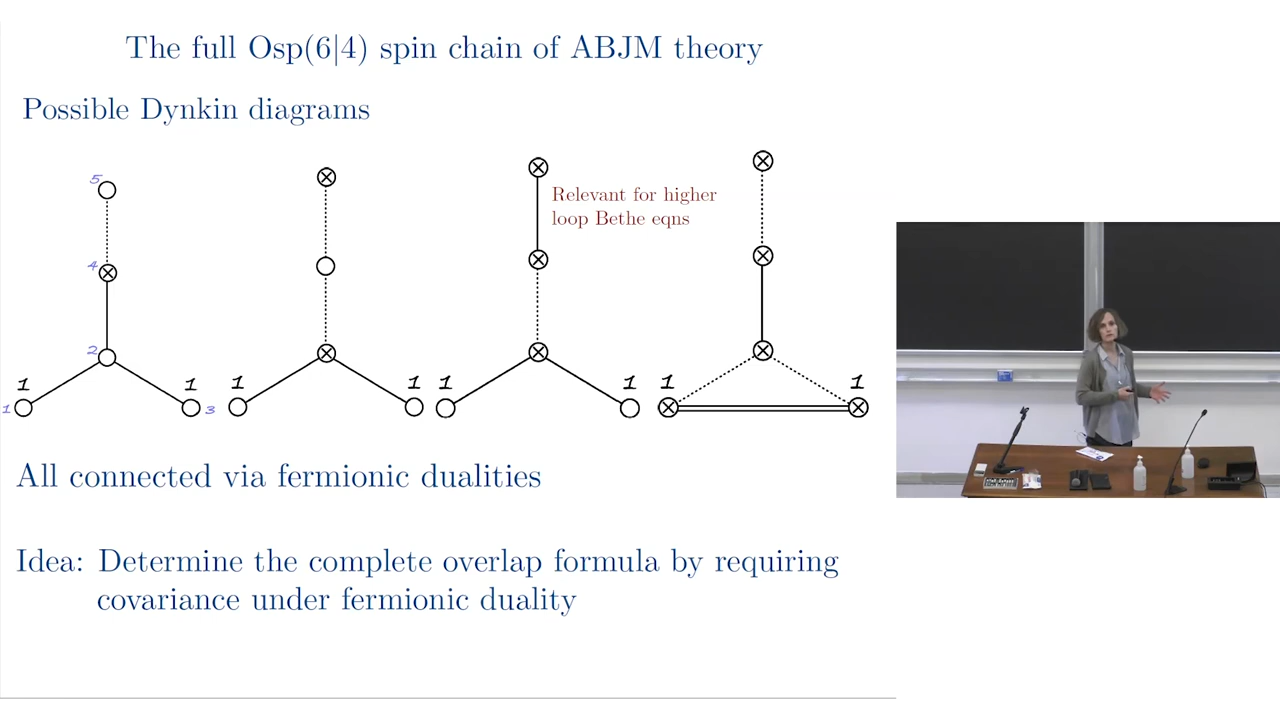 The full Osp(6|4) spin chain of ABJM theory
Possible Dynkin diagrams
5
4
2
1 1
1 3
1 1
1 1
Relevant for higher
loop Bethe eqns
1 1
All connected via fermionic dualities
Idea: Determine the complete overlap formula by requiring
covariance under fermionic duality